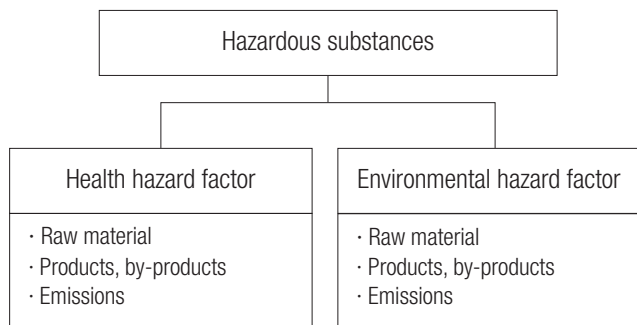 Hazardous substances
Health hazard factor
· Raw material
· Products, by-products
· Emissions
Environmental hazard factor
· Raw material
· Products, by-products
· Emissions